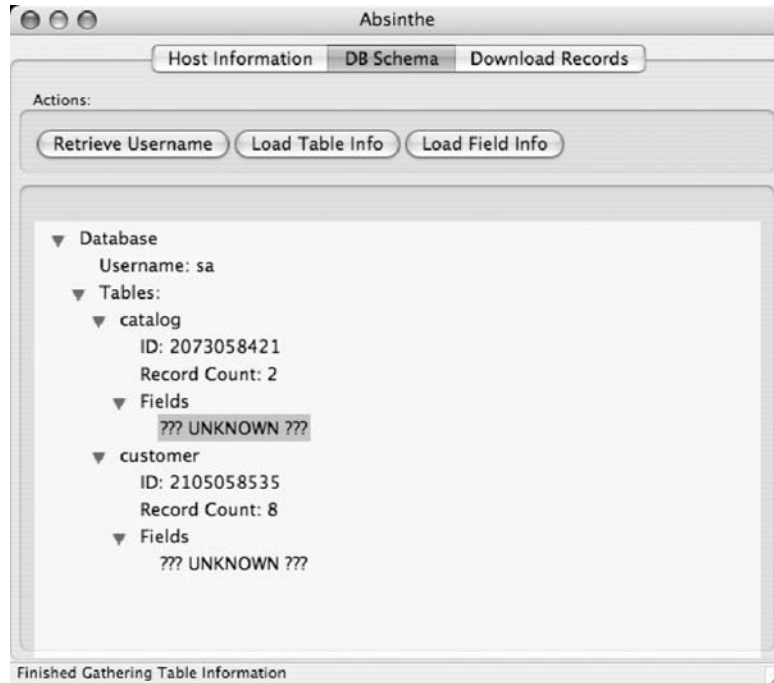 Absinthe
Host Information DB Schema Download Records
Actions:
Retrieve Username Load Table Info Load Field Info
Database
Username: sa
Tables:
catalog
ID: 2073058421
Record Count: 2
Fields
??? UNKNOWN ???
customer
ID: 2105058535
Record Count: 8
Fields
??? UNKNOWN ???
Finished Gathering Table Information